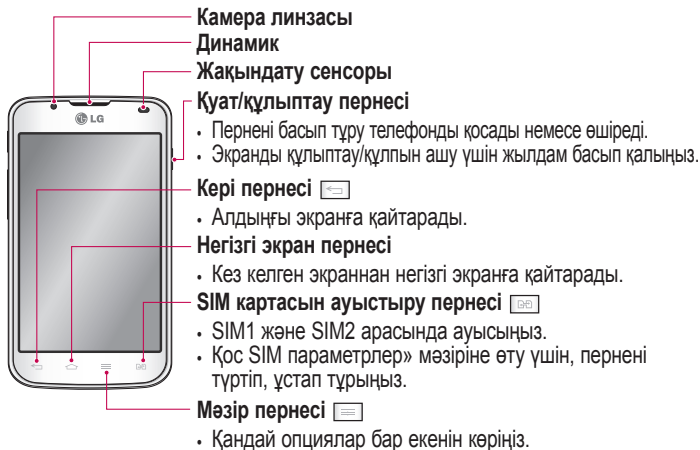 Камера линзасы
Динамик
Жақындату сенсоры
Қуат/құлыптау пернесі
• Пернені басып тұру телефонды қосады немесе өшіреді.
• Экранды құлыптау/құлпын ашу үшін жылдам басып қалыңыз.
LG
Кері пернесі
• Алдыңғы экранға қайтарады.
Негізгі экран пернесі
• Кез келген экраннан негізгі экранға қайтарады.
SIM картасын ауыстыру пернесі
• SIM1 және SIM2 арасында ауысыңыз.
• Қос SIM параметрлер» мәзіріне өту үшін, пернені
түртіп, ұстап тұрыңыз.
Мәзір пернесі
• Қандай опциялар бар екенін көріңіз.